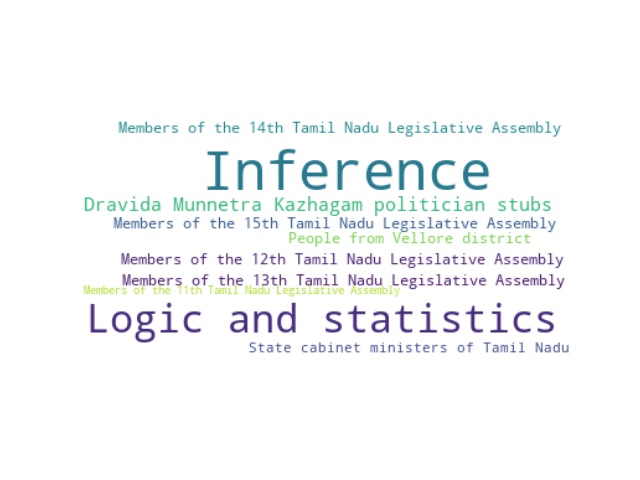 Members of the 14th Tamil Nadu Legislative Assembly
Inference
Dravida Munnetra Kazhagam politician stubs
Members of the 15th Tamil Nadu Legislative Assembly
People from Vellore district
Members of the 12th Tamil Nadu Legislative Assembly
Members of the 13th Tamil Nadu Legislative Assembly
Members of the 11th Tamil Nadu Legislative Assembly
Logic and statistics
State cabinet ministers of Tamil Nadu